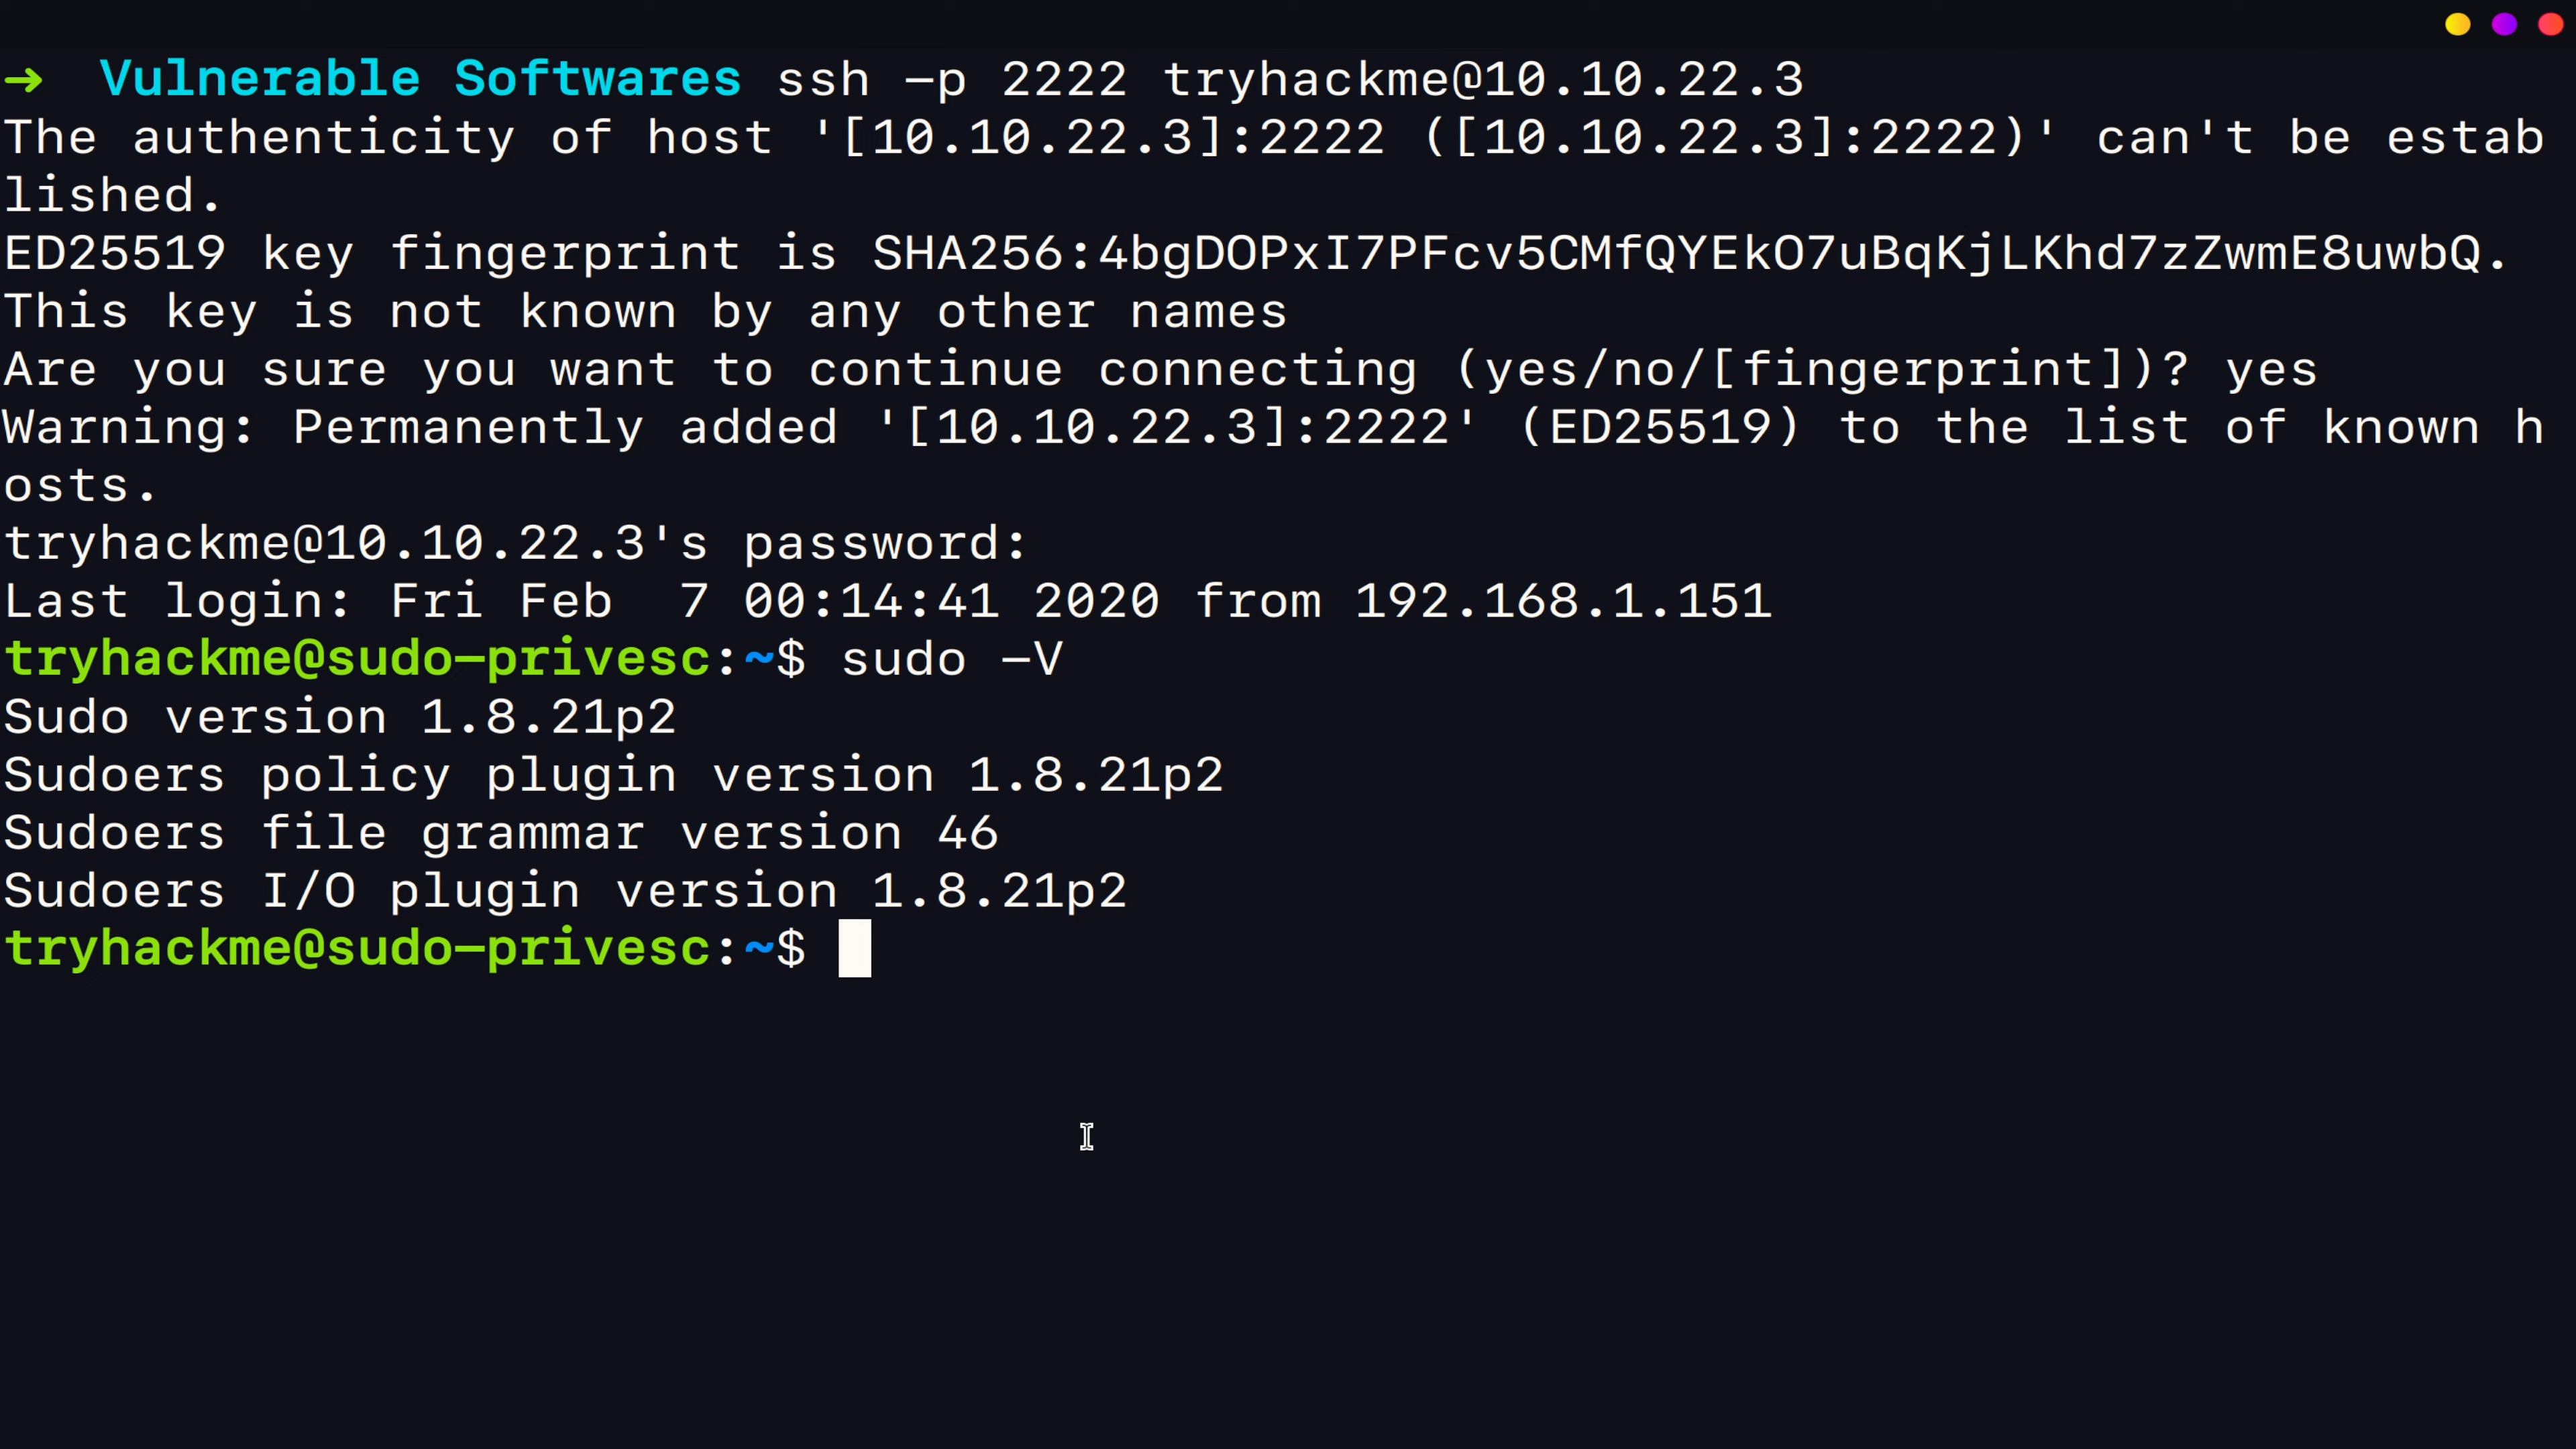 → Vulnerable Softwares ssh -p 2222 tryhackme@10.10.22.3
The authenticity of host '[10.10.22.3]:2222 ([10.10.22.3]:2222)' can't be estab
lished.
ED25519 key fingerprint is SHA256:4bgDOPxI7PFcv5CMfQYEkO7uBqKjLKhd7zZwmE8uwbQ.
This key is not known by any other names
Are you sure you want to continue connecting (yes/no/[fingerprint])? yes
Warning: Permanently added '[10.10.22.3]:2222' (ED25519) to the list of known h
osts.
tryhackme@10.10.22.3's password:
Last login: Fri Feb  7 00:14:41 2020 from 192.168.1.151
tryhackme@sudo-privesc:~$ sudo -V
Sudo version 1.8.21p2
Sudoers policy plugin version 1.8.21p2
Sudoers file grammar version 46
Sudoers I/O plugin version 1.8.21p2
tryhackme@sudo-privesc:~$